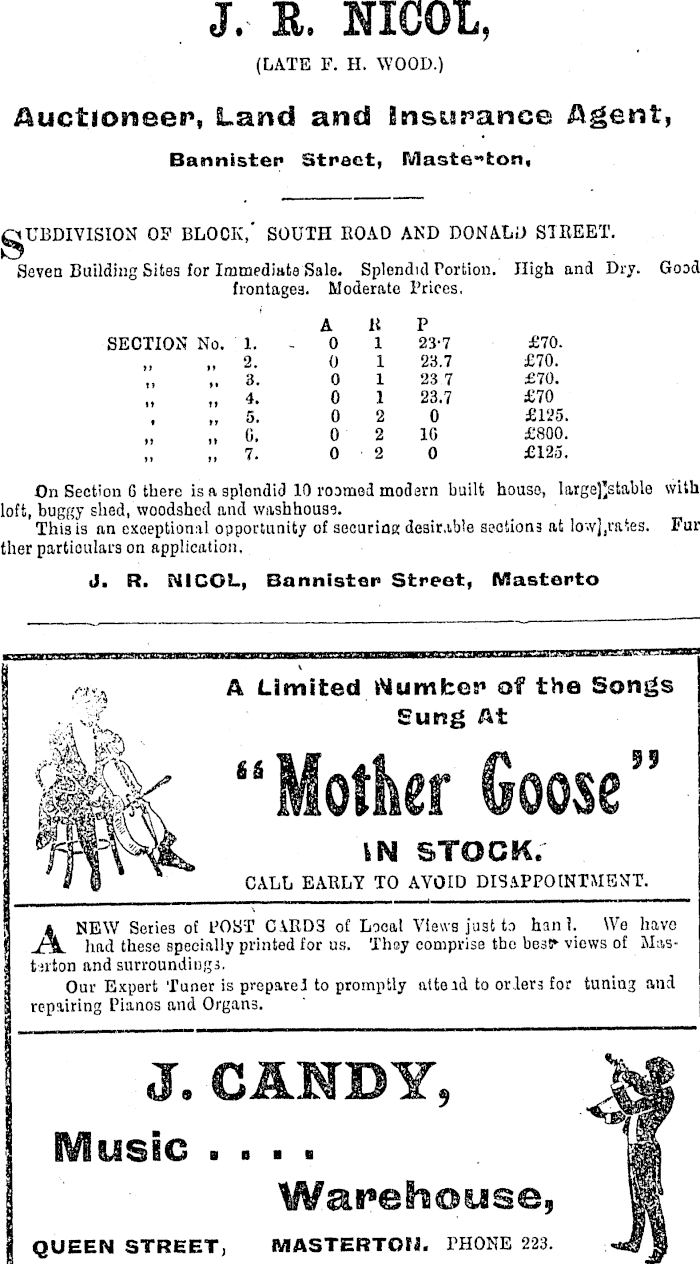 J. R. NICOL,
(LATE F. H. WOOD.)
Auctioneer, Land and Insurance Agent,
Bannister Street, Masterton,
SUBDIVISION OF BLOCK, SOUTH ROAD AND DONALD STREET.
Seven Building Sites for Immediate Sale. Splendid Portion. High and Dry. Good
frontages. Moderate Prices.
A R P
SECTION No. 1. 0 1 23·7 £70.
,, ,, 2. 0 1 23.7 £70.
,, ,, 3. 0 1 23 7 £70.
,, ,, 4. 0 1 23.7 £70
, ,, 5. 0 2 0 £125.
,, ,, 6. 0 2 16 £800.
,, ,, 7. 0 2 0 £125.
On Section 6 there is a splendid 10 roomed modern built house, large stable with
loft, buggy shed, woodshed and washhouse.
This is an exceptional opportunity of securing desirable sections at low rates. Fur
ther particulars on application.
J. R. NICOL, Bannister Street, Masterto
A Limited Number of the Songs
Sung At
"Mother Goose"
IN STOCK.
CALL EARLY TO AVOID DISAPPOINTMENT.
A NEW Series of POST CARDS of Local Views just to hand. We have
had these specially printed for us. They comprise the best views of Mas-
terton and surroundings.
Our Expert Tuner is prepared to promptly attend to orders for tuning and
repairing Pianos and Organs.
J. CANDY,
Music . . . .
Warehouse,
QUEEN STREET, MASTERTON. PHONE 223.